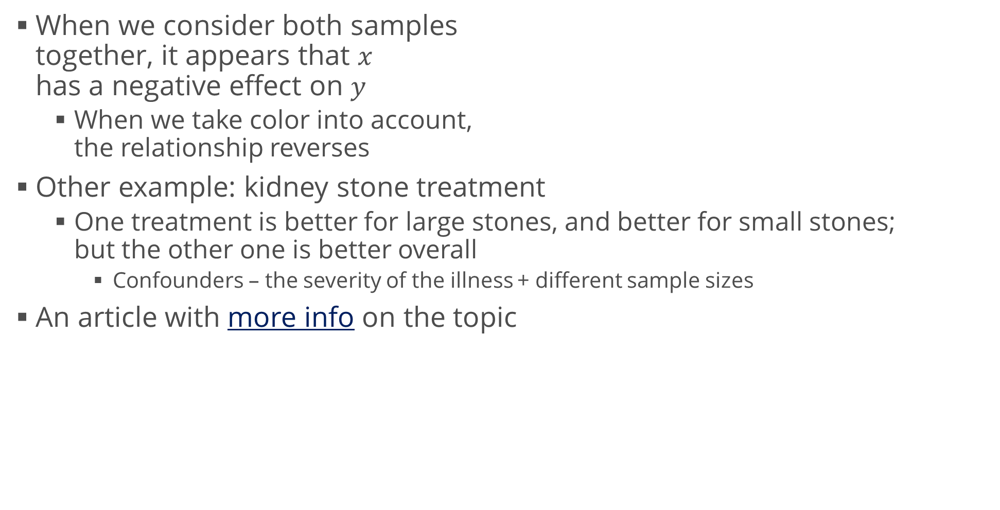 ▪ When we consider both samples
together, it appears that x
has a negative effect on y
▪ When we take color into account,
the relationship reverses
▪ Other example: kidney stone treatment
▪ One treatment is better for large stones, and better for small stones;
but the other one is better overall
▪ Confounders – the severity of the illness + different sample sizes
▪ An article with more info on the topic